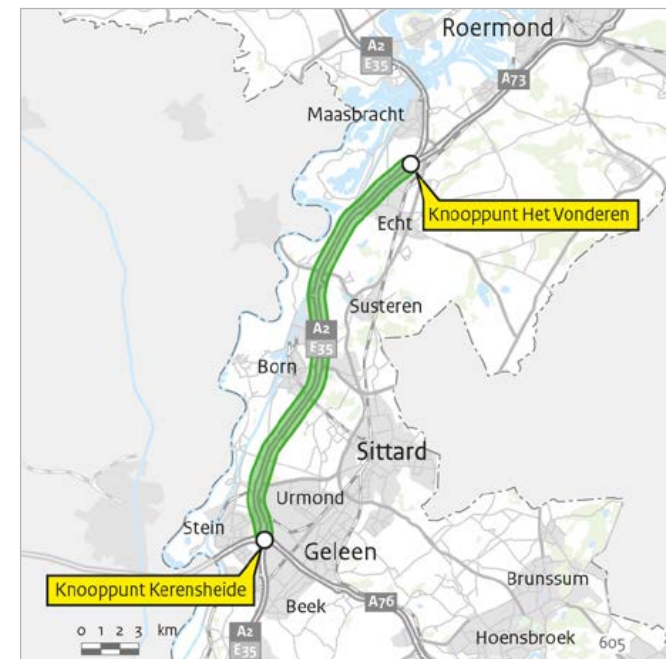 Roermond
A2
E35
A73
Maasbracht
Knooppunt Het Vonderen
Echt
Susteren
A2
E35
Born
Sittard
Urmond
Stein
Geleen
Knooppunt Kerensheide
Brunssum
Beek
A76
0 1 2 3 km
A2
E35
Hoensbroek
605